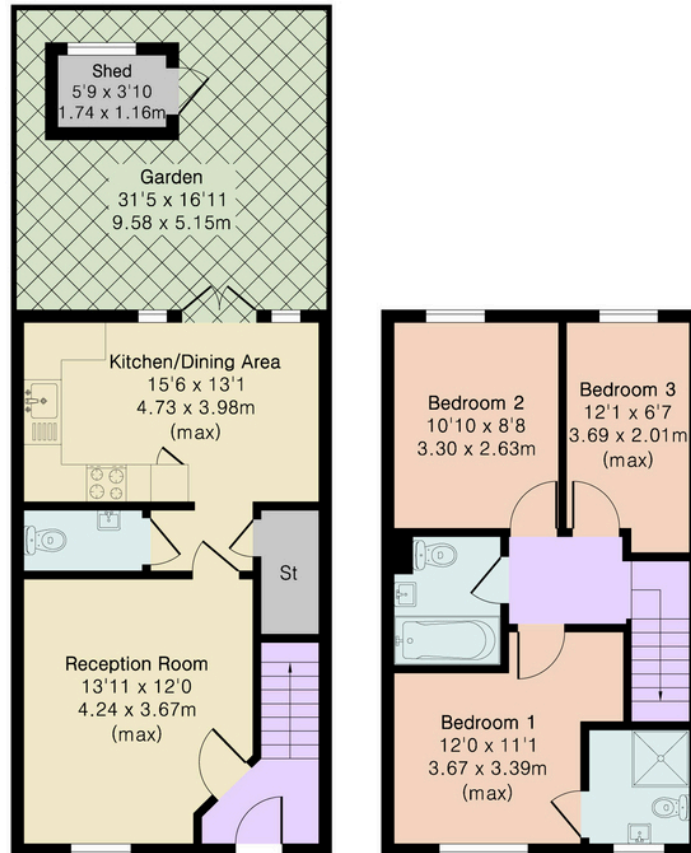 Shed
5'9 x 3'10
1.74 x 1.16m
Garden
31'5 x 16'11
9.58 x 5.15m
Kitchen/Dining Area
15'6 x 13'1
4.73 x 3.98m
(max)
St
Reception Room
13'11 x 12'0
4.24 x 3.67m
(max)
Bedroom 2
10'10 x 8'8
3.30 x 2.63m
Bedroom 3
12'1 x 6'7
3.69 x 2.01m
(max)
Bedroom 1
12'0 x 11'1
3.67 x 3.39m
(max)